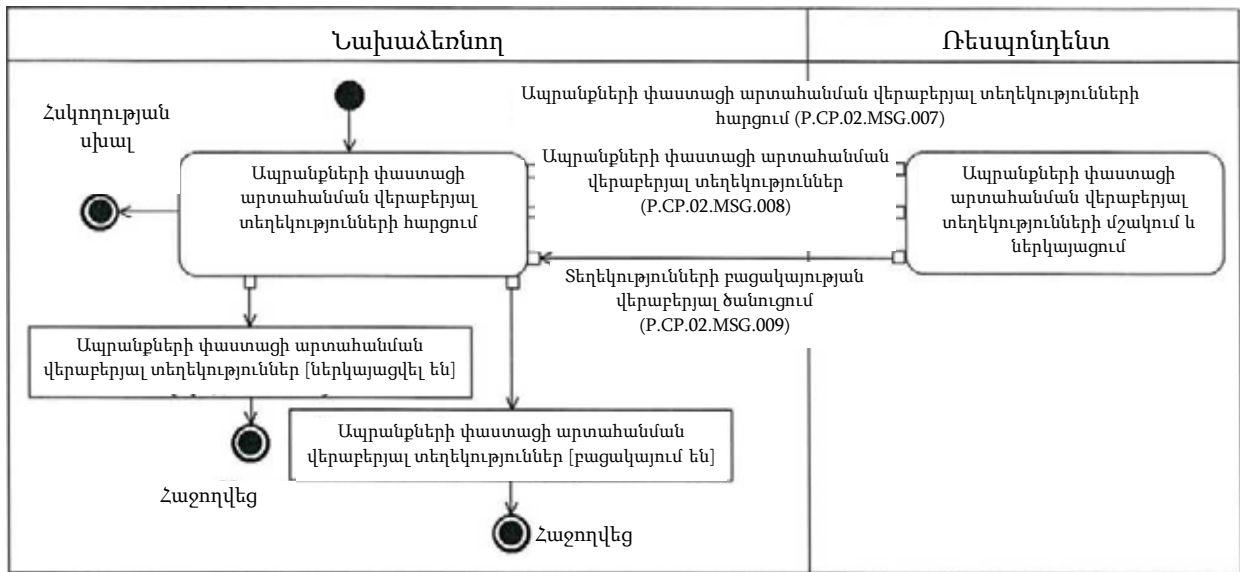 Նախաձեռնող
Ռեսպոնդենտ
Հսկողության
սխալ
Ապրանքների փաստացի արտահանման վերաբերյալ տեղեկությունների
հարցում (P.CP.02.MSG.007)
Ապրանքների փաստացի
արտահանման վերաբերյալ
տեղեկությունների հարցում
Ապրանքների փաստացի արտահանման
վերաբերյալ տեղեկություններ
(P.CP.02.MSG.008)
Ապրանքների փաստացի
արտահանման վերաբերյալ
տեղեկությունների մշակում և
ներկայացում
Տեղեկությունների բացակայության
վերաբերյալ ծանուցում
(P.CP.02.MSG.009)
Ապրանքների փաստացի արտահանման
վերաբերյալ տեղեկություններ [ներկայացվել են]
Ապրանքների փաստացի արտահանման
վերաբերյալ տեղեկություններ [բացակայում են]
Հաջողվեց
Հաջողվեց